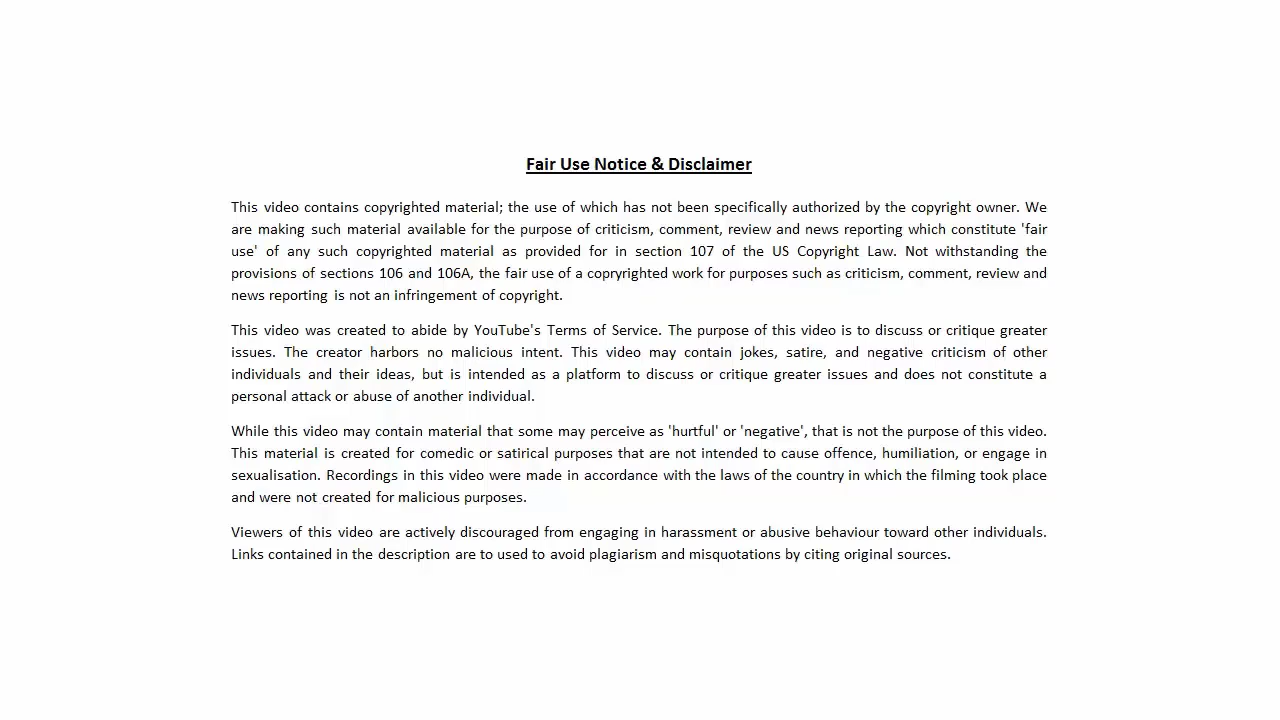 Fair Use Notice & Disclaimer
This video contains copyrighted material; the use of which has not been specifically authorized by the copyright owner. We
are making such material available for the purpose of criticism, comment, review and news reporting which constitute 'fair
use' of any such copyrighted material as provided for in section 107 of the US Copyright Law. Not withstanding the
provisions of sections 106 and 106A, the fair use of a copryrighted work for purposes such as criticism, comment, review and
news reporting is not an infringement of copyright.
This video was created to abide by YouTube's Terms of Service. The purpose of this video is to discuss or critique greater
issues. The creator harbors no malicious intent. This video may contain jokes, satire, and negative criticism of other
individuals and their ideas, but is intended as a platform to discuss or critique greater issues and does not constitute a
personal attack or abuse of another individual.
While this video may contain material that some may perceive as 'hurtful' or 'negative', that is not the purpose of this video.
This material is created for comedic or satirical purposes that are not intended to cause offence, humiliation, or engage in
sexualisation. Recordings in this video were made in accordance with the laws of the country in which the filming took place
and were not created for malicious purposes.
Viewers of this video are actively discouraged from engaging in harassment or abusive behaviour toward other individuals.
Links contained in the description are to used to avoid plagiarism and misquotations by citing original sources.